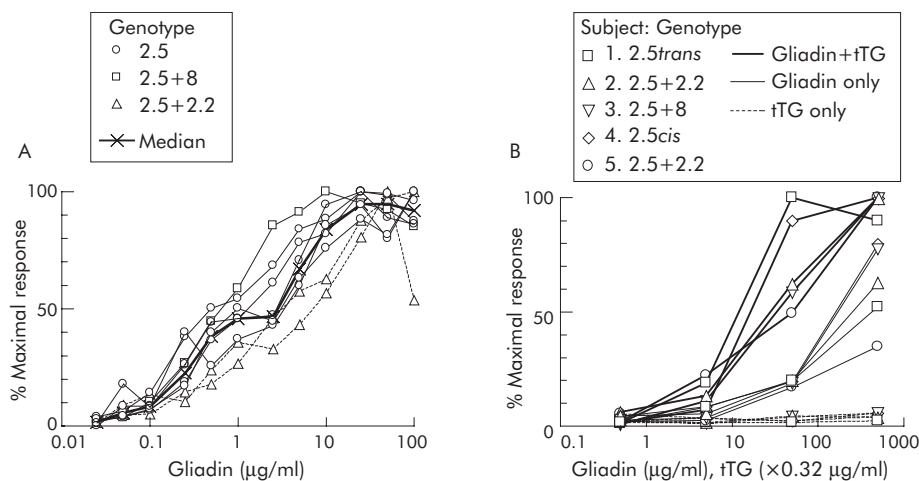 Genotype
2.5
2.5+8
2.5+2.2
Median
A
% Maximal response
100
50
0
0.01
0.1
1
10
100
Gliadin (µg/ml)
Subject: Genotype
1. 2.5trans
2. 2.5+2.2
3. 2.5+8
4. 2.5cis
5. 2.5+2.2
Gliadin+tTG
Gliadin only
tTG only
B
% Maximal response
100
50
0
0.1
1
10
100
1000
Gliadin (µg/ml), tTG (×0.32 µg/ml)